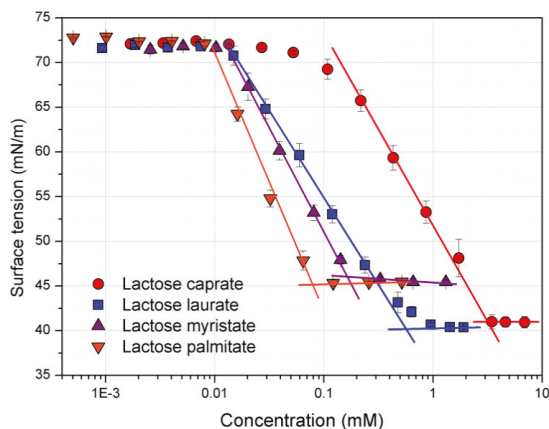 75
70
65
60
55
50
45
40
35
Surface tension (mN/m)
Lactose caprate
Lactose laurate
Lactose myristate
Lactose palmitate
1E-3
0.01
0.1
1
10
Concentration (mM)